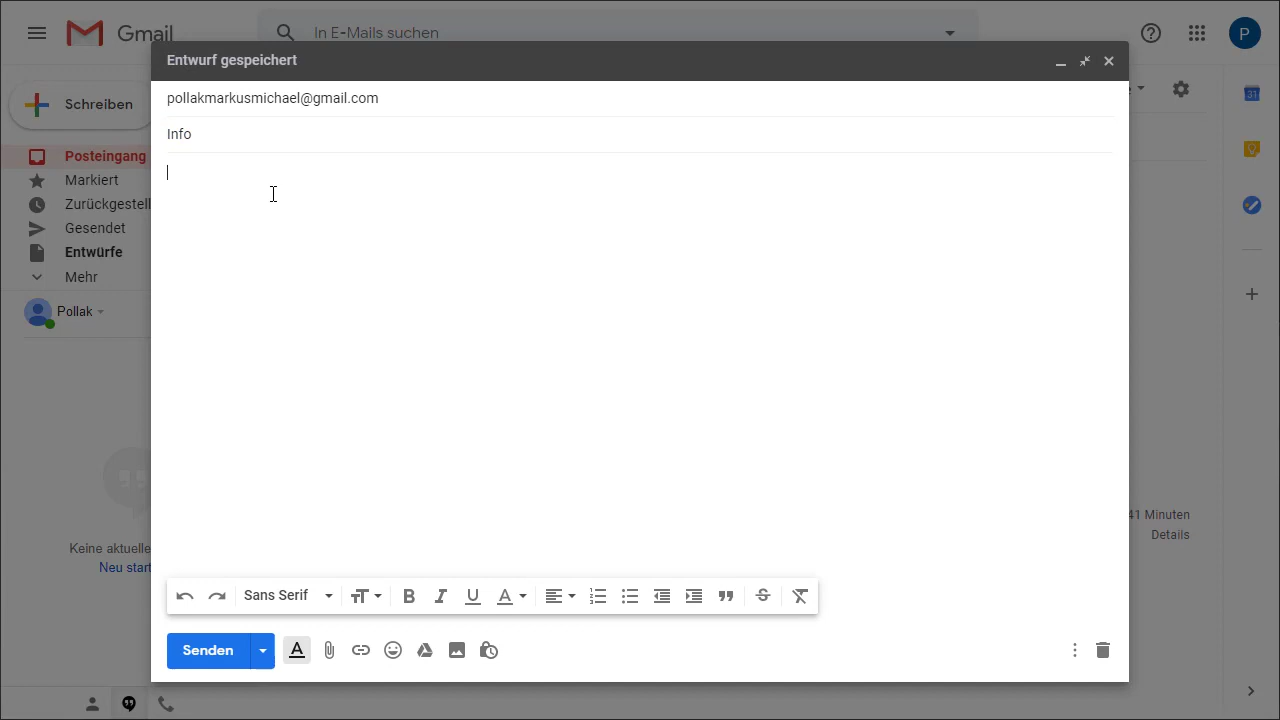 Gmail
In E-Mails suchen
P
Entwurf gespeichert
pollakmarkusmichael@gmail.com
Info
Schreiben
Posteingang
Markiert
Zurückgestell
Gesendet
Entwürfe
Mehr
Pollak
31
Keine aktuelle
Neu start
41 Minuten
Details
Sans Serif
Senden